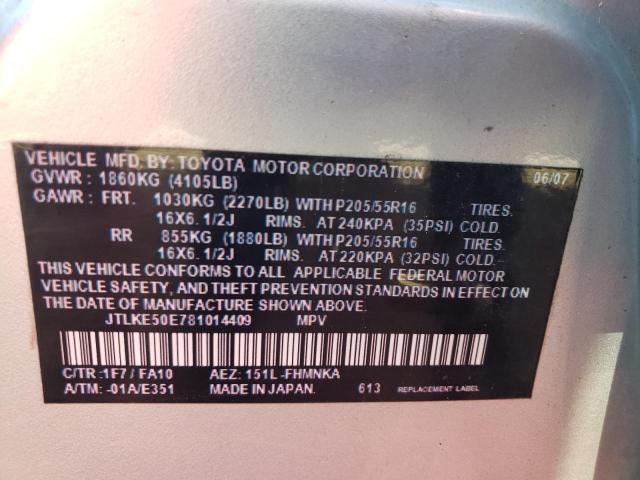 VEHICLE MFD. BY: TOYOTA MOTOR CORPORATION 06/07
GVWR : 1860KG (4105LB)
GAWR : FRT. 1030KG (2270LB) WITH P205/55R16 TIRES.
16X6. 1/2J RIMS. AT 240KPA (35PSI) COLD.
RR 855KG (1880LB) WITH P205/55R16 TIRES.
16X6. 1/2J RIMS. AT 220KPA (32PSI) COLD.
THIS VEHICLE CONFORMS TO ALL APPLICABLE FEDERAL MOTOR
VEHICLE SAFETY, AND THEFT PREVENTION STANDARDS IN EFFECT ON
THE DATE OF MANUFACTURE SHOWN ABOVE.
JTLKE50E781014409 MPV
C/TR : 1F7 / FA10 AEZ: 151L -FHMNKA
A/TM: -01A/E351 MADE IN JAPAN. 613 REPLACEMENT LABEL